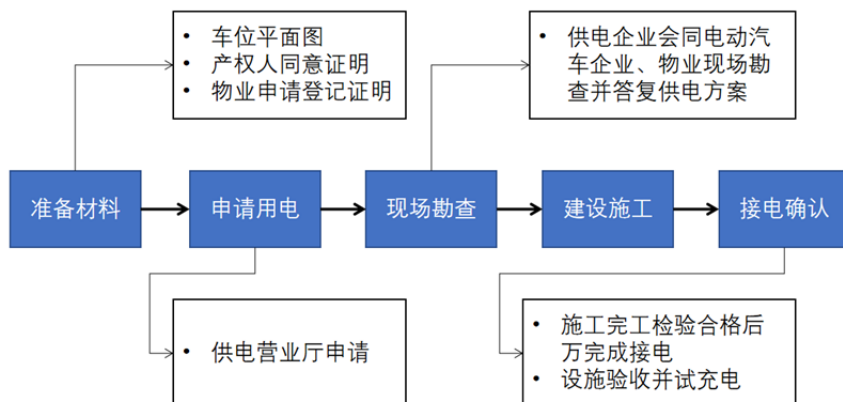 • 车位平面图
• 产权人同意证明
• 物业申请登记证明
• 供电企业会同电动汽
车企业、物业现场勘
查并答复供电方案
准备材料
申请用电
现场勘查
建设施工
接电确认
• 供电营业厅申请
• 施工完工检验合格后
万完成接电
• 设施验收并试充电